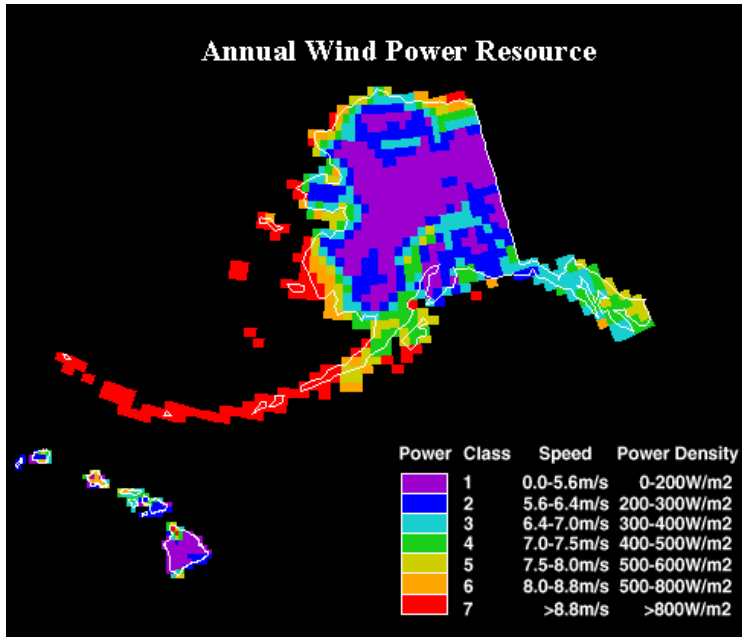 Annual Wind Power Resource
Power Class Speed Power Density
1 0.0-5.6m/s 0-200W/m2
2 5.6-6.4m/s 200-300W/m2
3 6.4-7.0m/s 300-400W/m2
4 7.0-7.5m/s 400-500W/m2
5 7.5-8.0m/s 500-600W/m2
6 8.0-8.8m/s 500-800W/m2
7 >8.8m/s >800W/m2